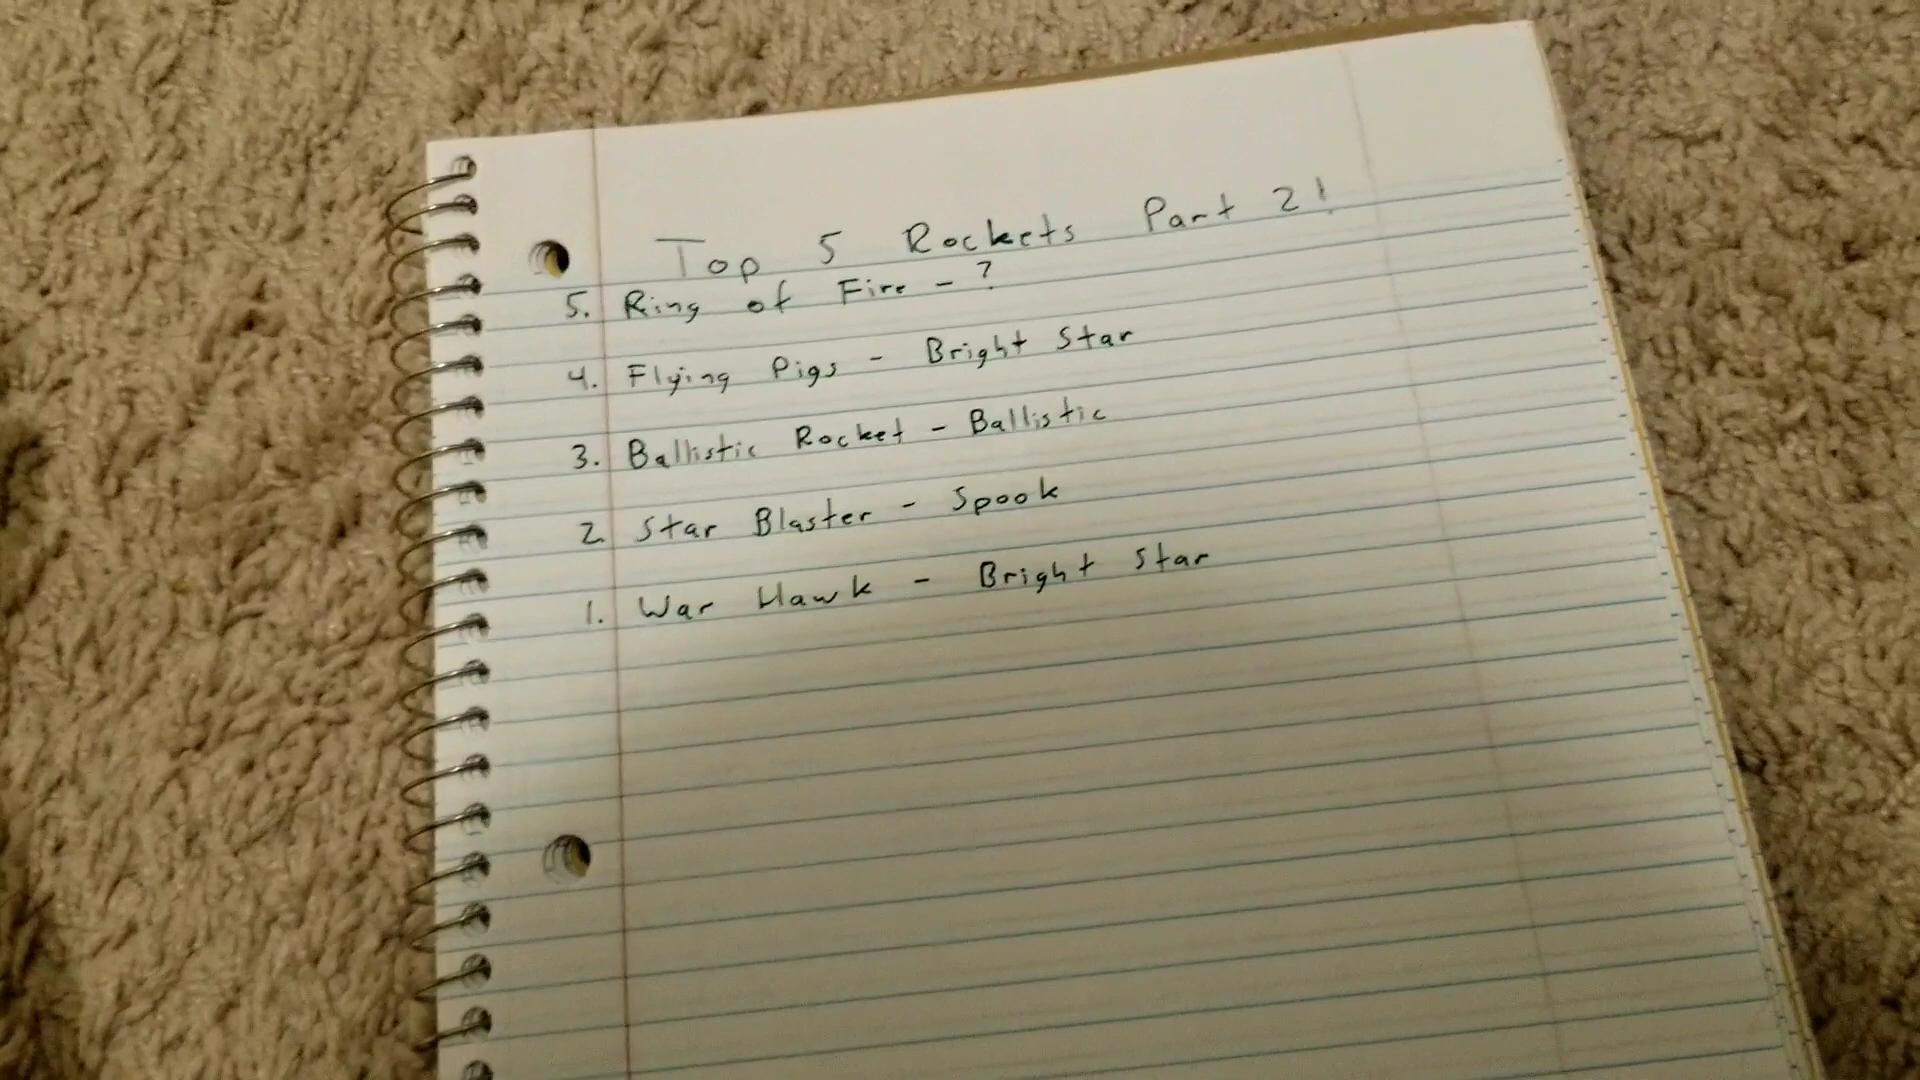 Top 5 Rockets Part 2!
5. Ring of Fire - ?
4. Flying Pigs - Bright Star
3. Ballistic Rocket - Ballistic
2 Star Blaster - Spook
1. War Hawk - Bright Star